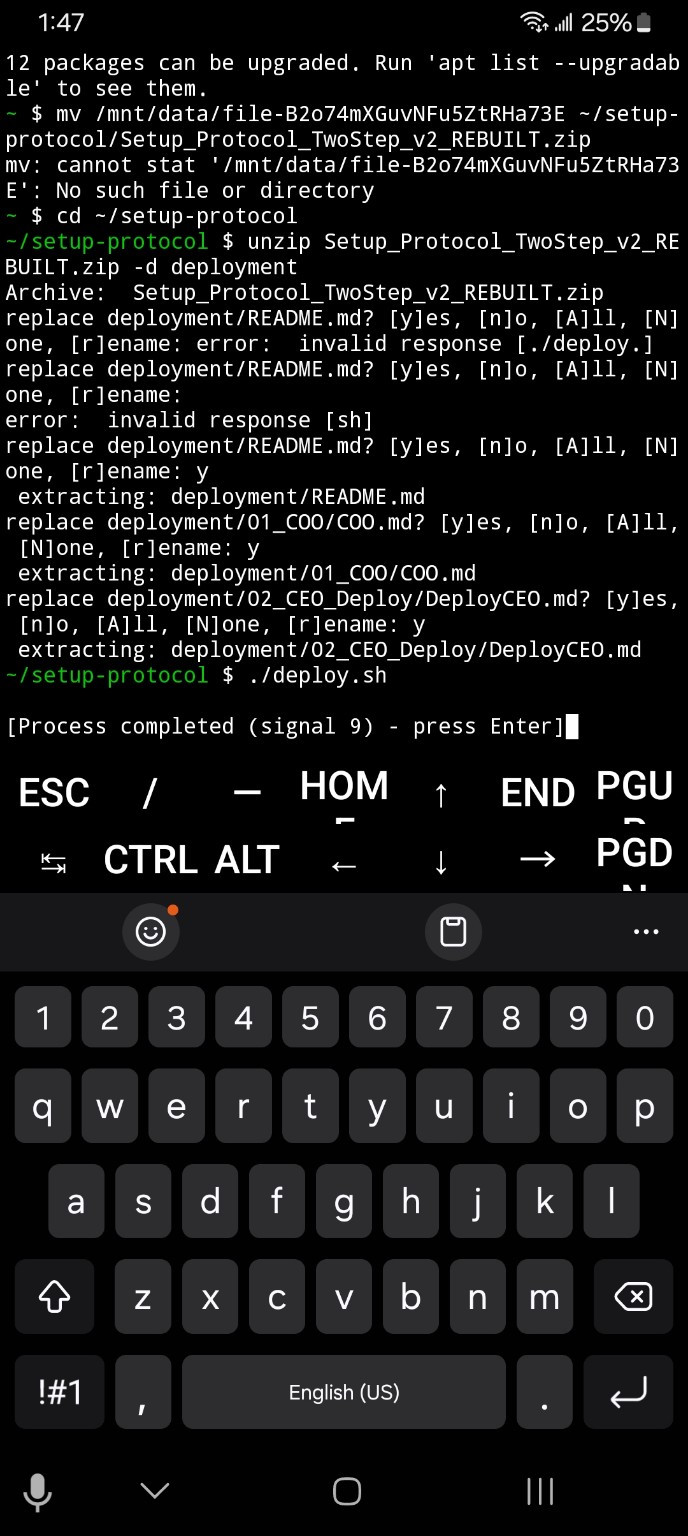 1:47 25%
12 packages can be upgraded. Run 'apt list --upgradab
le' to see them.
~ $ mv /mnt/data/file-B2o74mXGuvNFu5ZtRHa73E ~/setup-
protocol/Setup_Protocol_TwoStep_v2_REBUILT.zip
mv: cannot stat '/mnt/data/file-B2o74mXGuvNFu5ZtRHa73
E': No such file or directory
~ $ cd ~/setup-protocol
~/setup-protocol $ unzip Setup_Protocol_TwoStep_v2_RE
BUILT.zip -d deployment
Archive:  Setup_Protocol_TwoStep_v2_REBUILT.zip
replace deployment/README.md? [y]es, [n]o, [A]ll, [N]
one, [r]ename: error:  invalid response [./deploy.]
replace deployment/README.md? [y]es, [n]o, [A]ll, [N]
one, [r]ename:
error:  invalid response [sh]
replace deployment/README.md? [y]es, [n]o, [A]ll, [N]
one, [r]ename: y
 extracting: deployment/README.md
replace deployment/01_COO/COO.md? [y]es, [n]o, [A]ll,
 [N]one, [r]ename: y
 extracting: deployment/01_COO/COO.md
replace deployment/02_CEO_Deploy/DeployCEO.md? [y]es,
 [n]o, [A]ll, [N]one, [r]ename: y
 extracting: deployment/02_CEO_Deploy/DeployCEO.md
~/setup-protocol $ ./deploy.sh
[Process completed (signal 9) - press Enter]
ESC / — HOME ↑ END PGUP
↹ CTRL ALT ← ↓ → PGDN
1 2 3 4 5 6 7 8 9 0
q w e r t y u i o p
a s d f g h j k l
z x c v b n m
!#1 , English (US) .